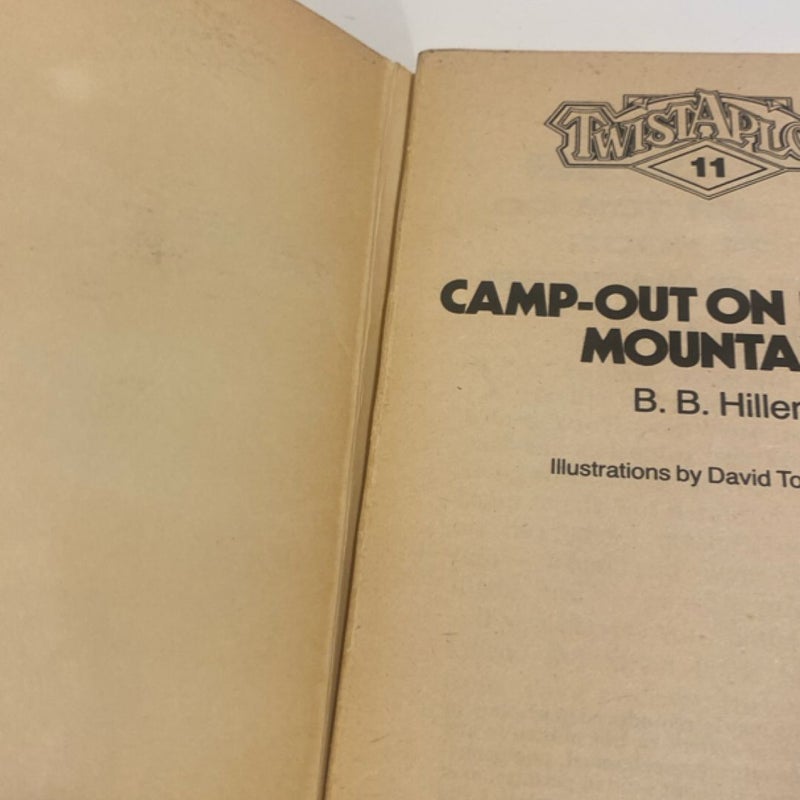 TWISTAPLO
11
CAMP-OUT ON
MOUNTA
B. B. Hiller
Illustrations by David To